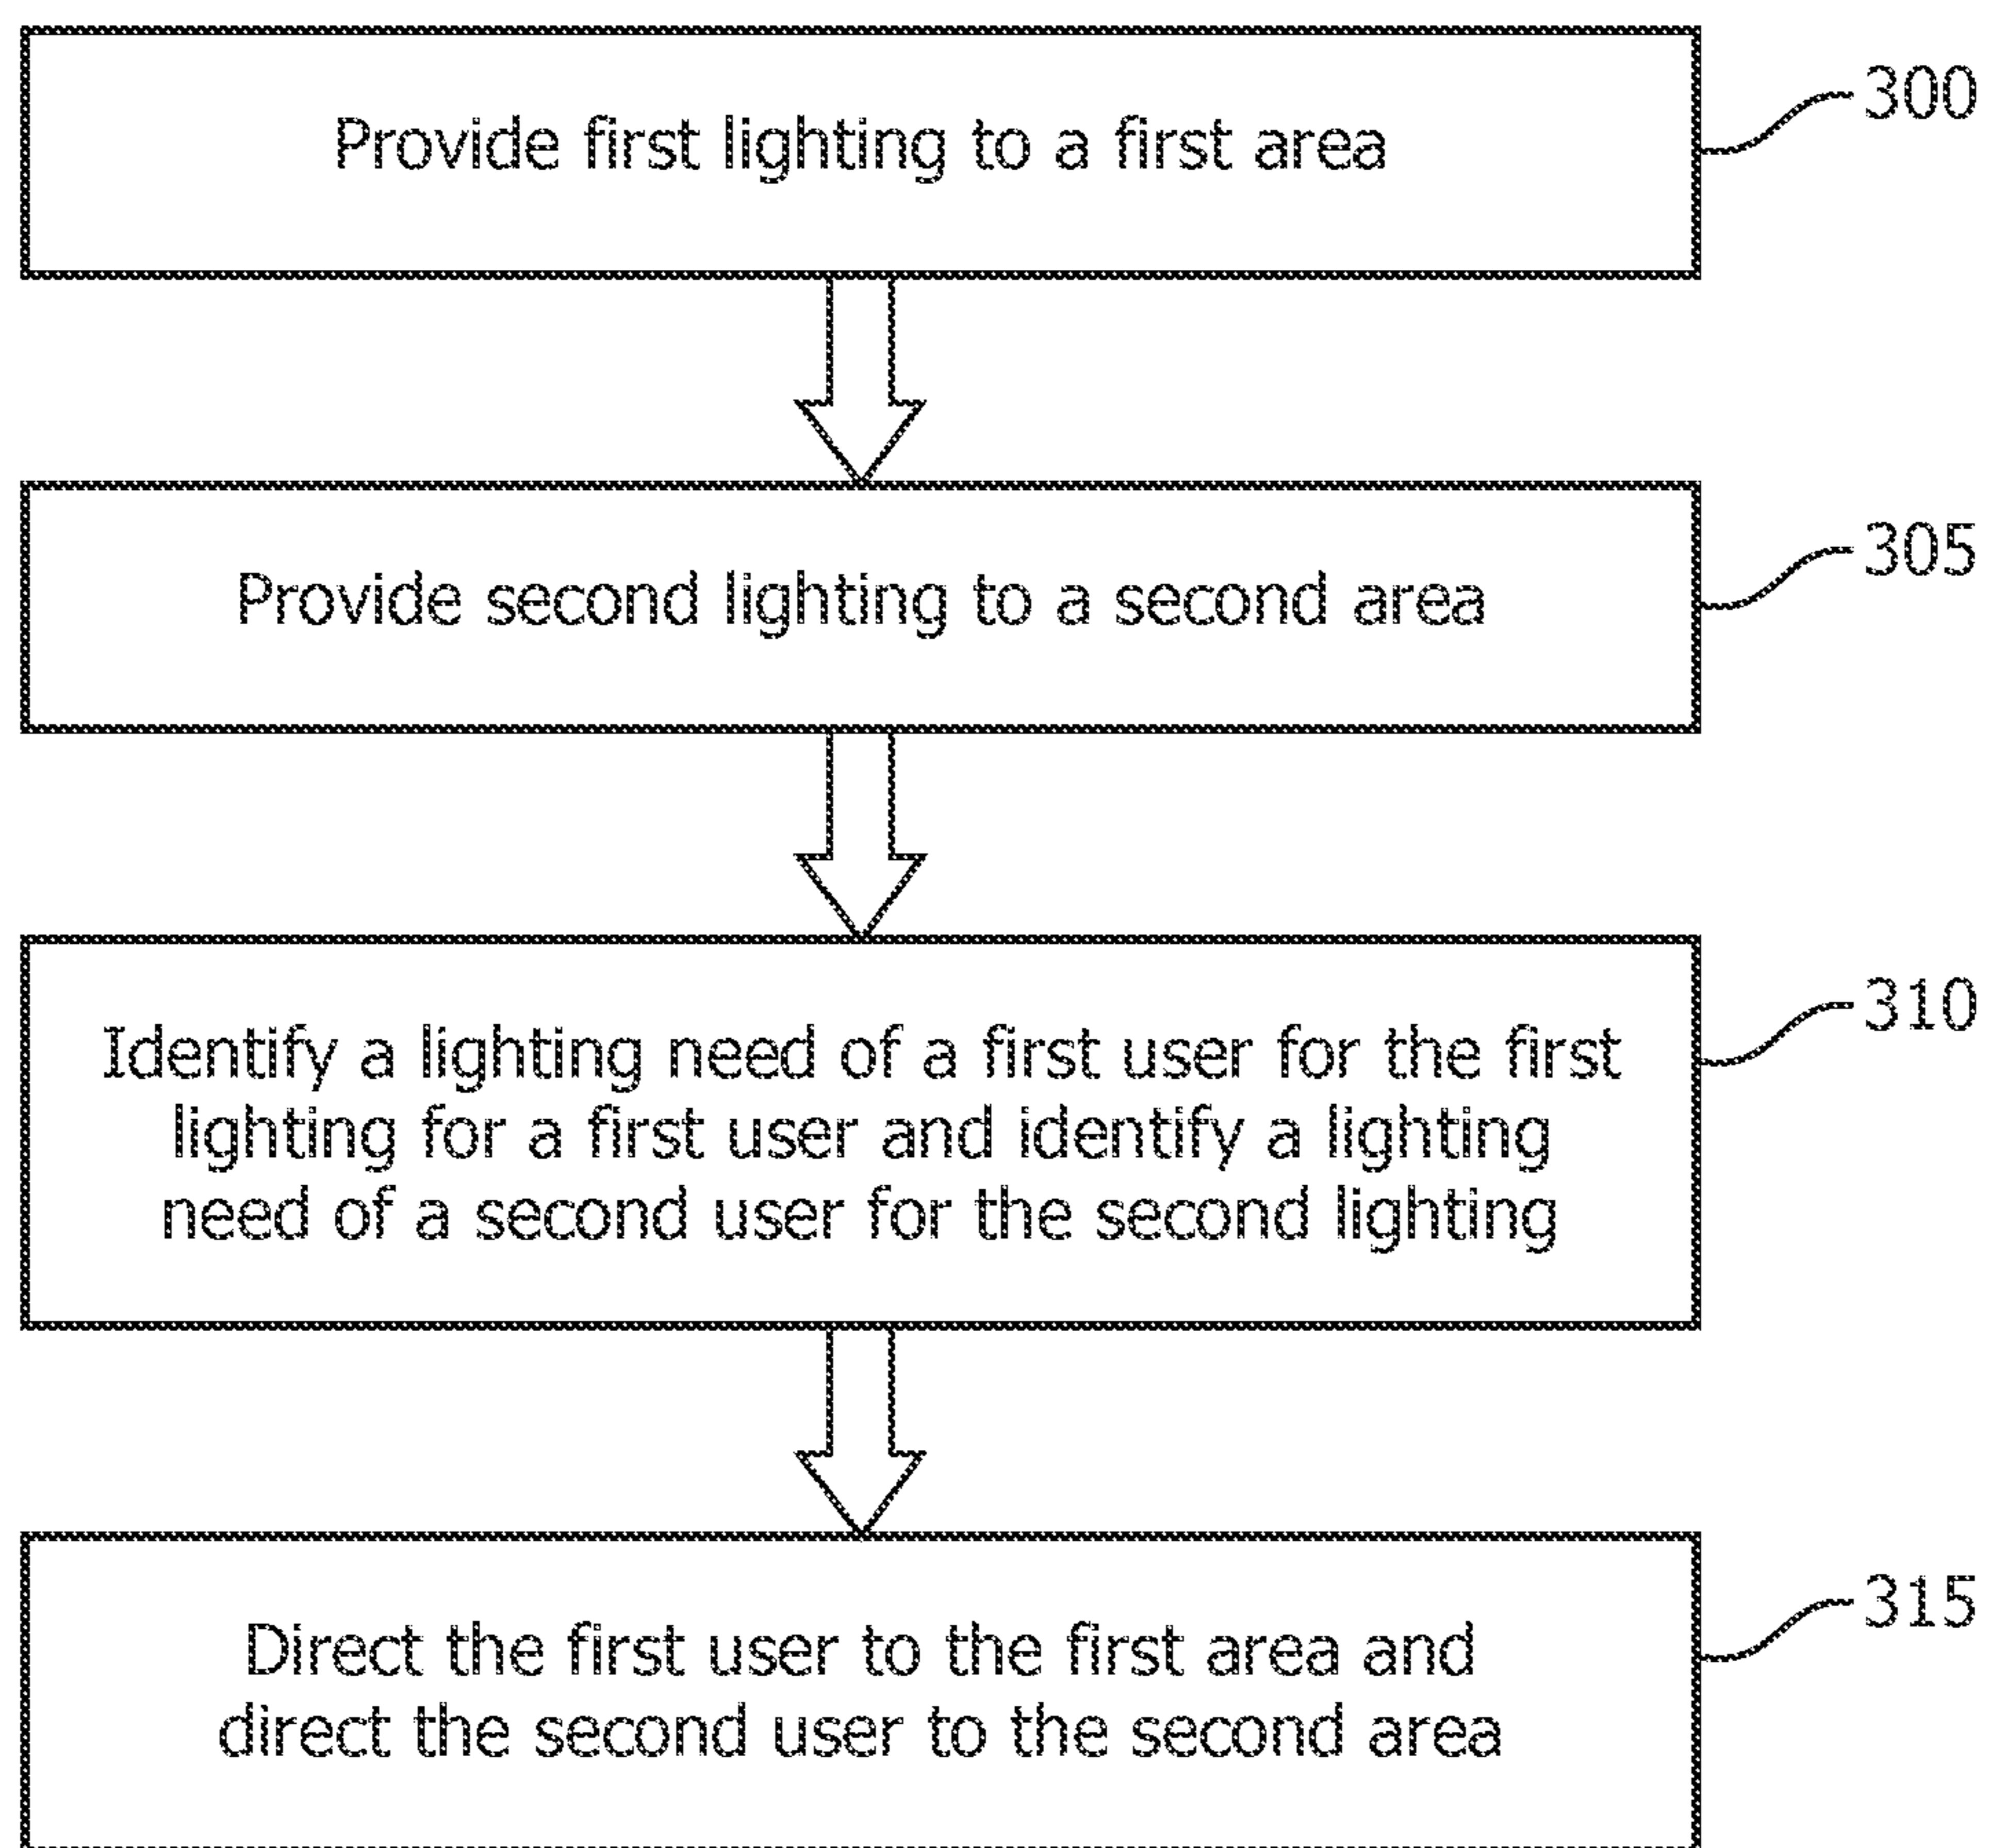 Provide first lighting to a first area
300
Provide second lighting to a second area
305
Identify a lighting need of a first user for the first
lighting for a first user and identify a lighting
need of a second user for the second lighting
310
Direct the first user to the first area and
direct the second user to the second area
315